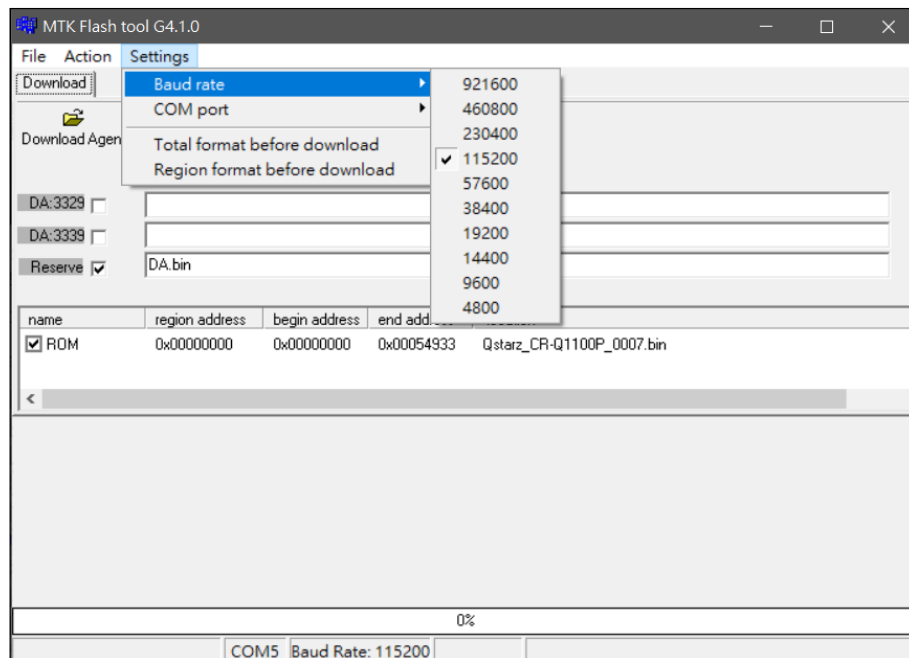 MTK Flash tool G4.1.0
File Action Settings
Download
Download Agen
Baud rate
COM port
Total format before download
Region format before download
921600
460800
230400
115200
57600
38400
19200
14400
9600
4800
DA:3329
DA:3339
Reserve DA.bin
name region address begin address end add
ROM 0x00000000 0x00000000 0x00054933 Qstarz_CR-Q1100P_0007.bin
0%
COM5 Baud Rate: 115200